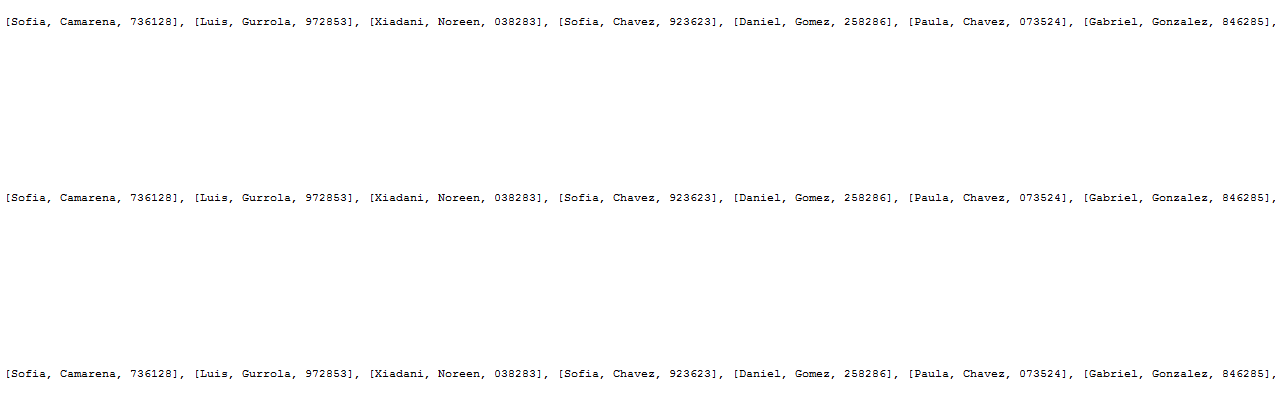 [Sofia, Camarena, 736128], [Luis, Gurrola, 972853], [Xiadani, Noreen, 038283], [Sofia, Chavez, 923623], [Daniel, Gomez, 258286], [Paula, Chavez, 073524], [Gabriel, Gonzalez, 846285],
[Sofia, Camarena, 736128], [Luis, Gurrola, 972853], [Xiadani, Noreen, 038283], [Sofia, Chavez, 923623], [Daniel, Gomez, 258286], [Paula, Chavez, 073524], [Gabriel, Gonzalez, 846285],
[Sofia, Camarena, 736128], [Luis, Gurrola, 972853], [Xiadani, Noreen, 038283], [Sofia, Chavez, 923623], [Daniel, Gomez, 258286], [Paula, Chavez, 073524], [Gabriel, Gonzalez, 846285],